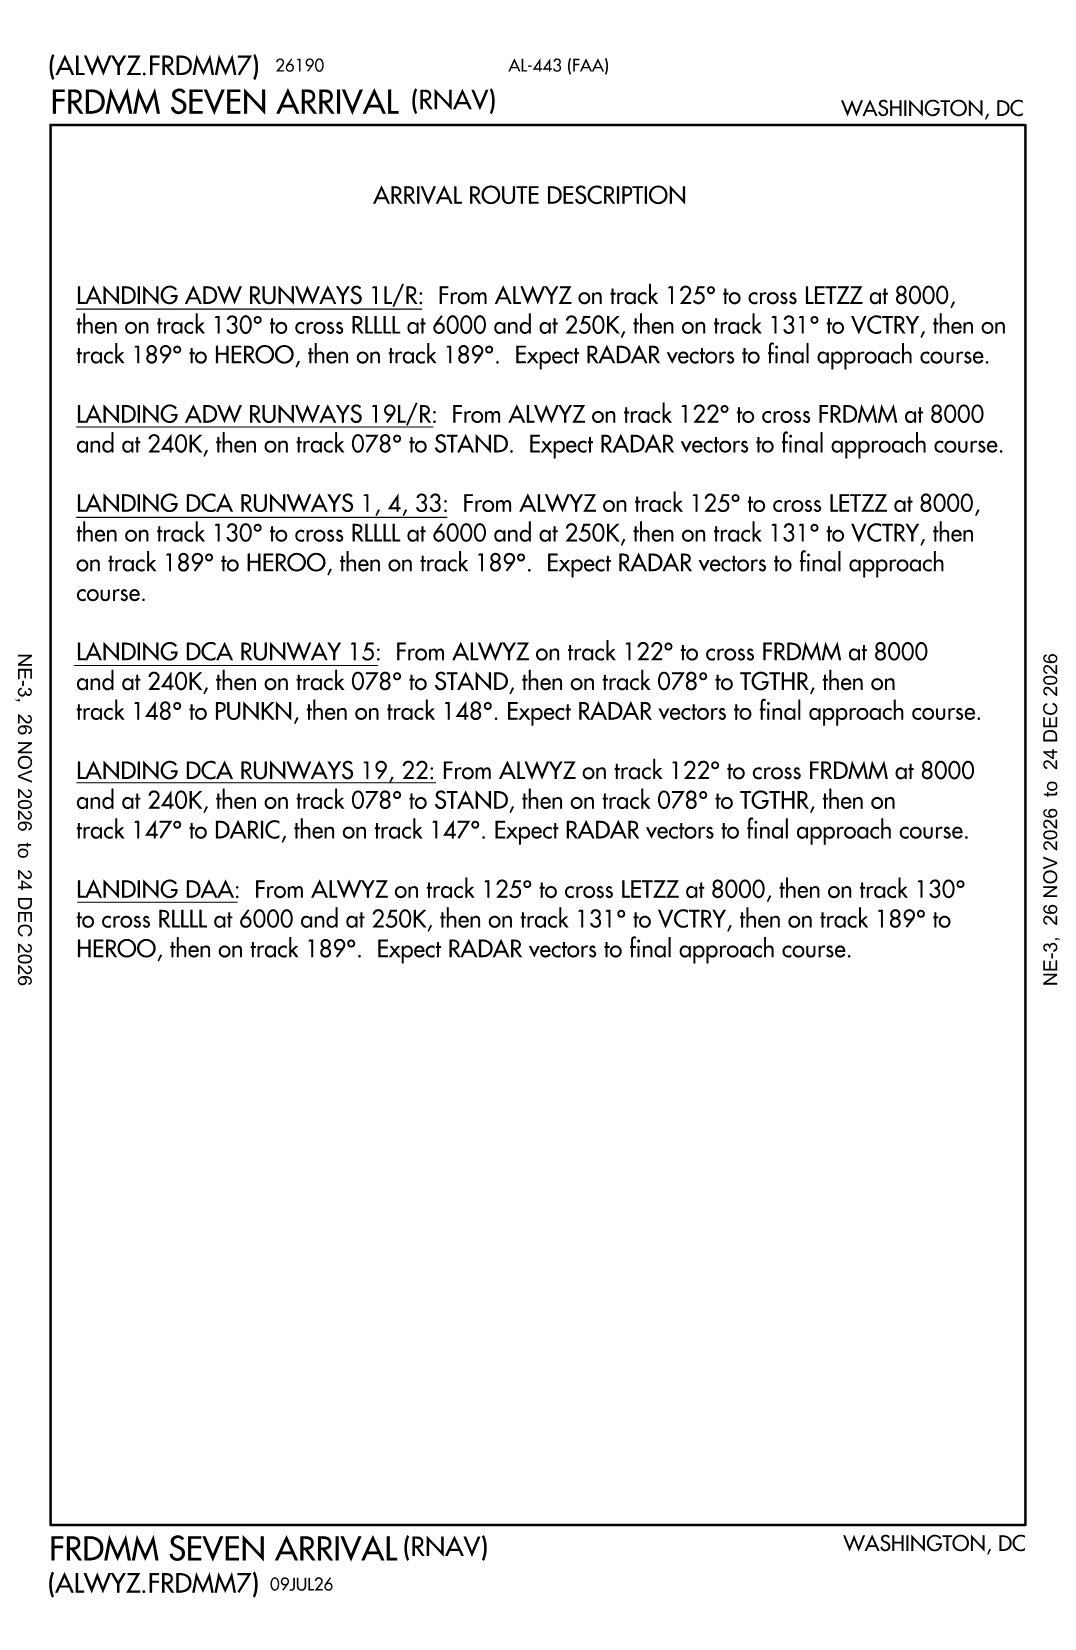 (ALWYZ.FRDMM7) 26190 AL-443 (FAA)
FRDMM SEVEN ARRIVAL (RNAV) WASHINGTON, DC
ARRIVAL ROUTE DESCRIPTION
LANDING ADW RUNWAYS 1L/R: From ALWYZ on track 125° to cross LETZZ at 8000,
then on track 130° to cross RLLLL at 6000 and at 250K, then on track 131° to VCTRY, then on
track 189° to HEROO, then on track 189°. Expect RADAR vectors to final approach course.
LANDING ADW RUNWAYS 19L/R: From ALWYZ on track 122° to cross FRDMM at 8000
and at 240K, then on track 078° to STAND. Expect RADAR vectors to final approach course.
LANDING DCA RUNWAYS 1, 4, 33: From ALWYZ on track 125° to cross LETZZ at 8000,
then on track 130° to cross RLLLL at 6000 and at 250K, then on track 131° to VCTRY, then
on track 189° to HEROO, then on track 189°. Expect RADAR vectors to final approach
course.
LANDING DCA RUNWAY 15: From ALWYZ on track 122° to cross FRDMM at 8000
and at 240K, then on track 078° to STAND, then on track 078° to TGTHR, then on
track 148° to PUNKN, then on track 148°. Expect RADAR vectors to final approach course.
LANDING DCA RUNWAYS 19, 22: From ALWYZ on track 122° to cross FRDMM at 8000
and at 240K, then on track 078° to STAND, then on track 078° to TGTHR, then on
track 147° to DARIC, then on track 147°. Expect RADAR vectors to final approach course.
LANDING DAA: From ALWYZ on track 125° to cross LETZZ at 8000, then on track 130°
to cross RLLLL at 6000 and at 250K, then on track 131° to VCTRY, then on track 189° to
HEROO, then on track 189°. Expect RADAR vectors to final approach course.
NE-3, 26 NOV 2026 to 24 DEC 2026
NE-3, 26 NOV 2026 to 24 DEC 2026
FRDMM SEVEN ARRIVAL (RNAV) WASHINGTON, DC
(ALWYZ.FRDMM7) 09JUL26